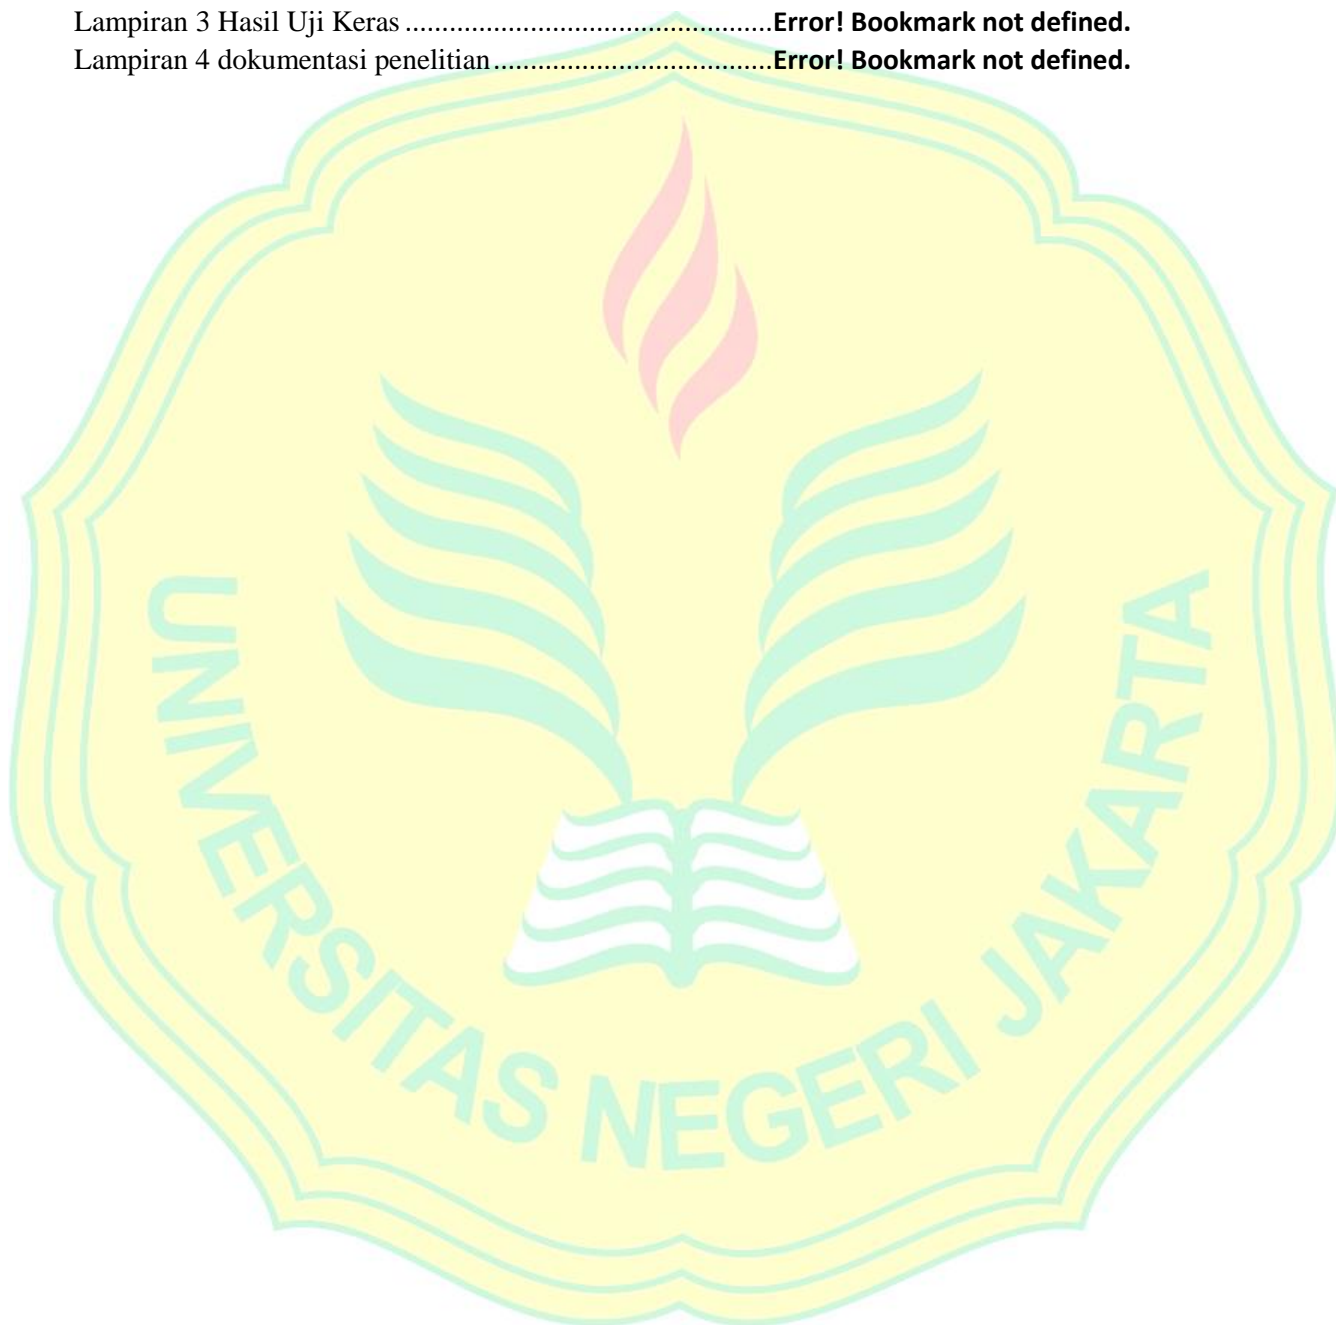 Lampiran 3 Hasil Uji Keras ..................................................Error! Bookmark not defined.
Lampiran 4 dokumentasi penelitian......................................Error! Bookmark not defined.
UNIVERSITAS NEGERI JAKARTA